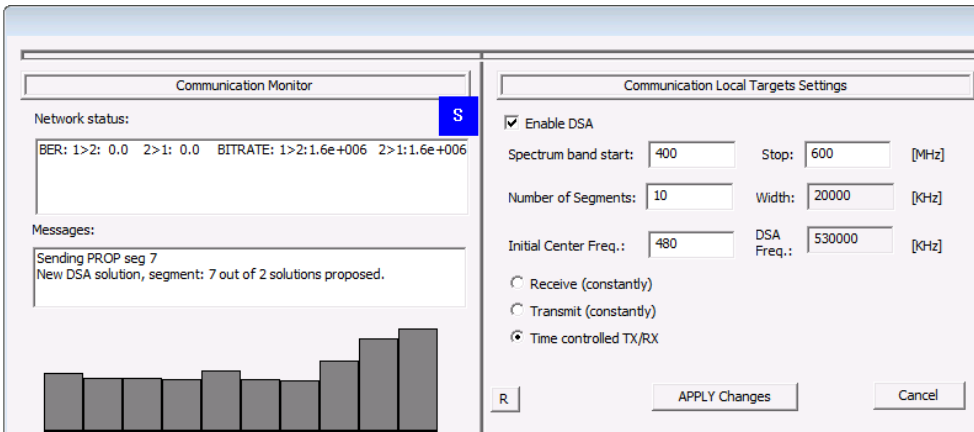 Communication Monitor
S
Network status:
BER: 1>2: 0.0 2>1: 0.0 BITRATE: 1>2:1.6e+006 2>1:1.6e+006
Messages:
Sending PROP seg 7
New DSA solution, segment: 7 out of 2 solutions proposed.
Communication Local Targets Settings
Enable DSA
Spectrum band start: 400 Stop: 600 [MHz]
Number of Segments: 10 Width: 20000 [KHz]
Initial Center Freq.: 480 DSA Freq.: 530000 [KHz]
Receive (constantly)
Transmit (constantly)
Time controlled TX/RX
R APPLY Changes Cancel